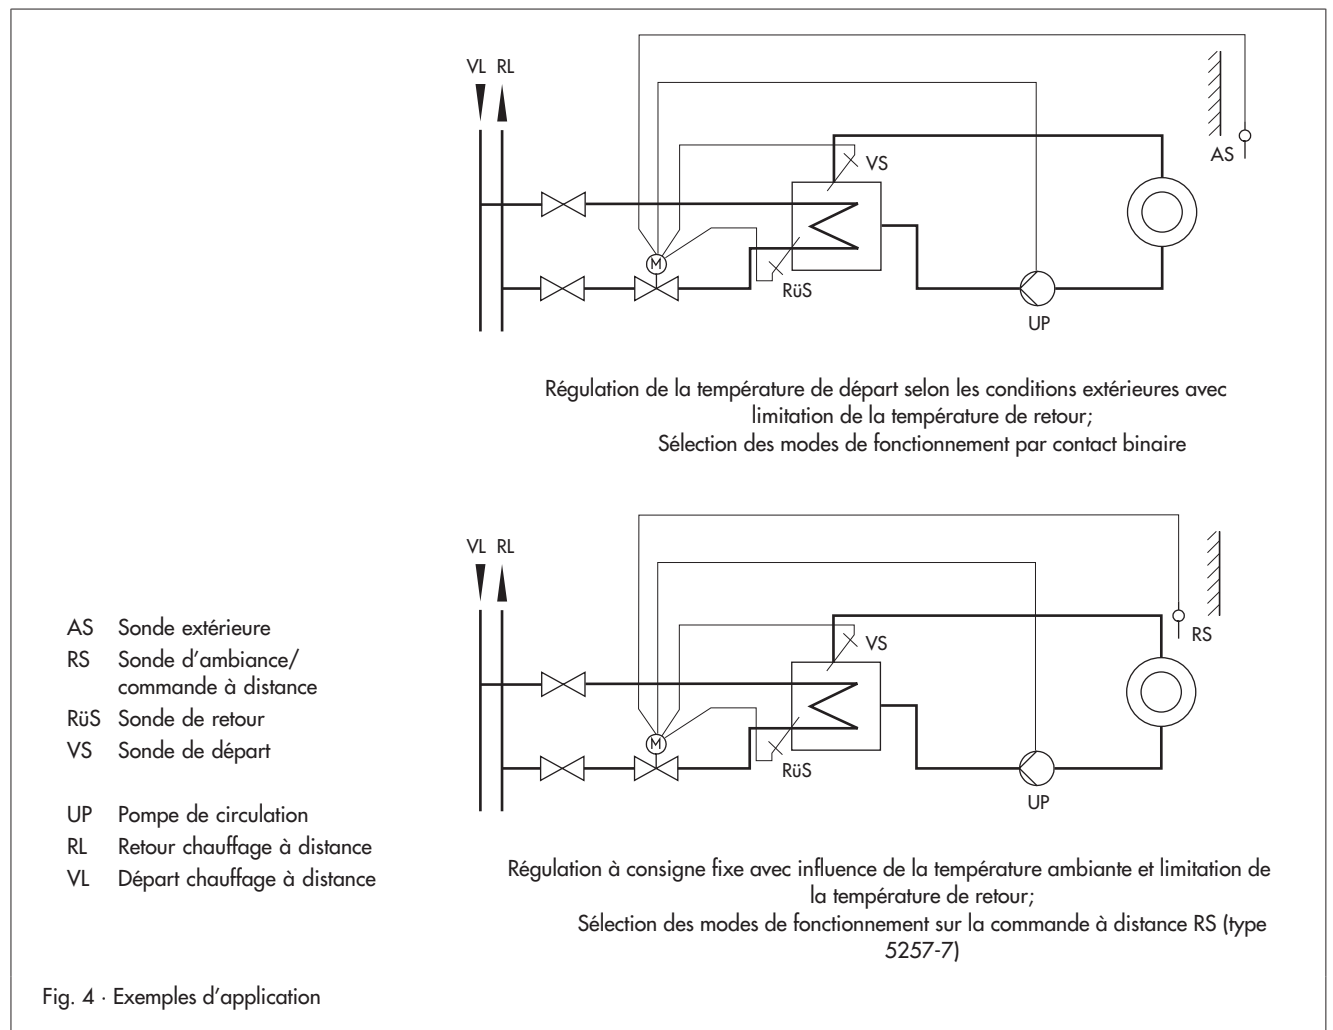 VL RL
AS
VS
M
RüS
UP
Régulation de la température de départ selon les conditions extérieures avec
limitation de la température de retour;
Sélection des modes de fonctionnement par contact binaire
VL RL
RS
VS
M
RüS
UP
AS Sonde extérieure
RS Sonde d'ambiance/
commande à distance
RüS Sonde de retour
VS Sonde de départ
UP Pompe de circulation
RL Retour chauffage à distance
VL Départ chauffage à distance
Régulation à consigne fixe avec influence de la température ambiante et limitation de
la température de retour;
Sélection des modes de fonctionnement sur la commande à distance RS (type
5257-7)
Fig. 4 · Exemples d'application